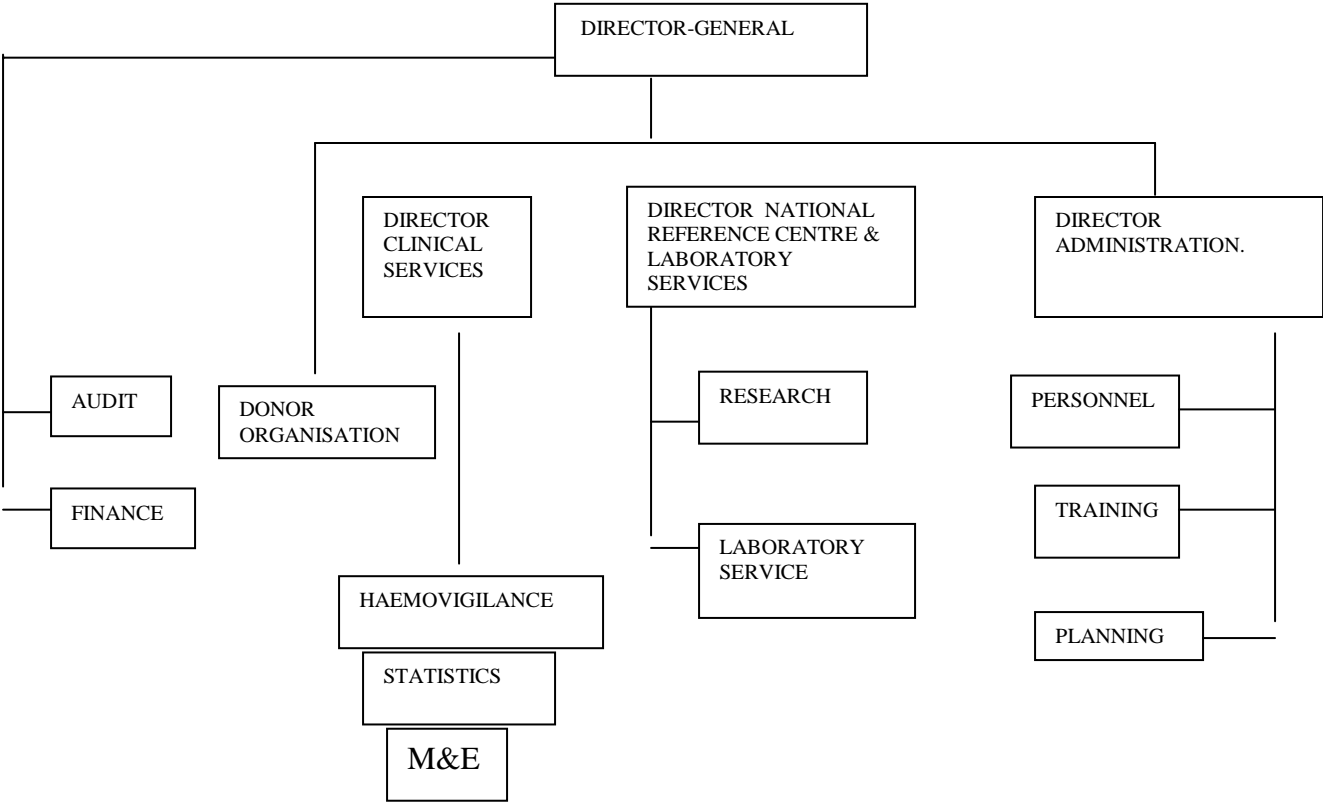 DIRECTOR-GENERAL
DIRECTOR
CLINICAL
SERVICES
DIRECTOR NATIONAL
REFERENCE CENTRE &
LABORATORY
SERVICES
DIRECTOR
ADMINISTRATION.
AUDIT
DONOR
ORGANISATION
RESEARCH
PERSONNEL
FINANCE
LABORATORY
SERVICE
TRAINING
HAEMOVIGILANCE
PLANNING
STATISTICS
M&E